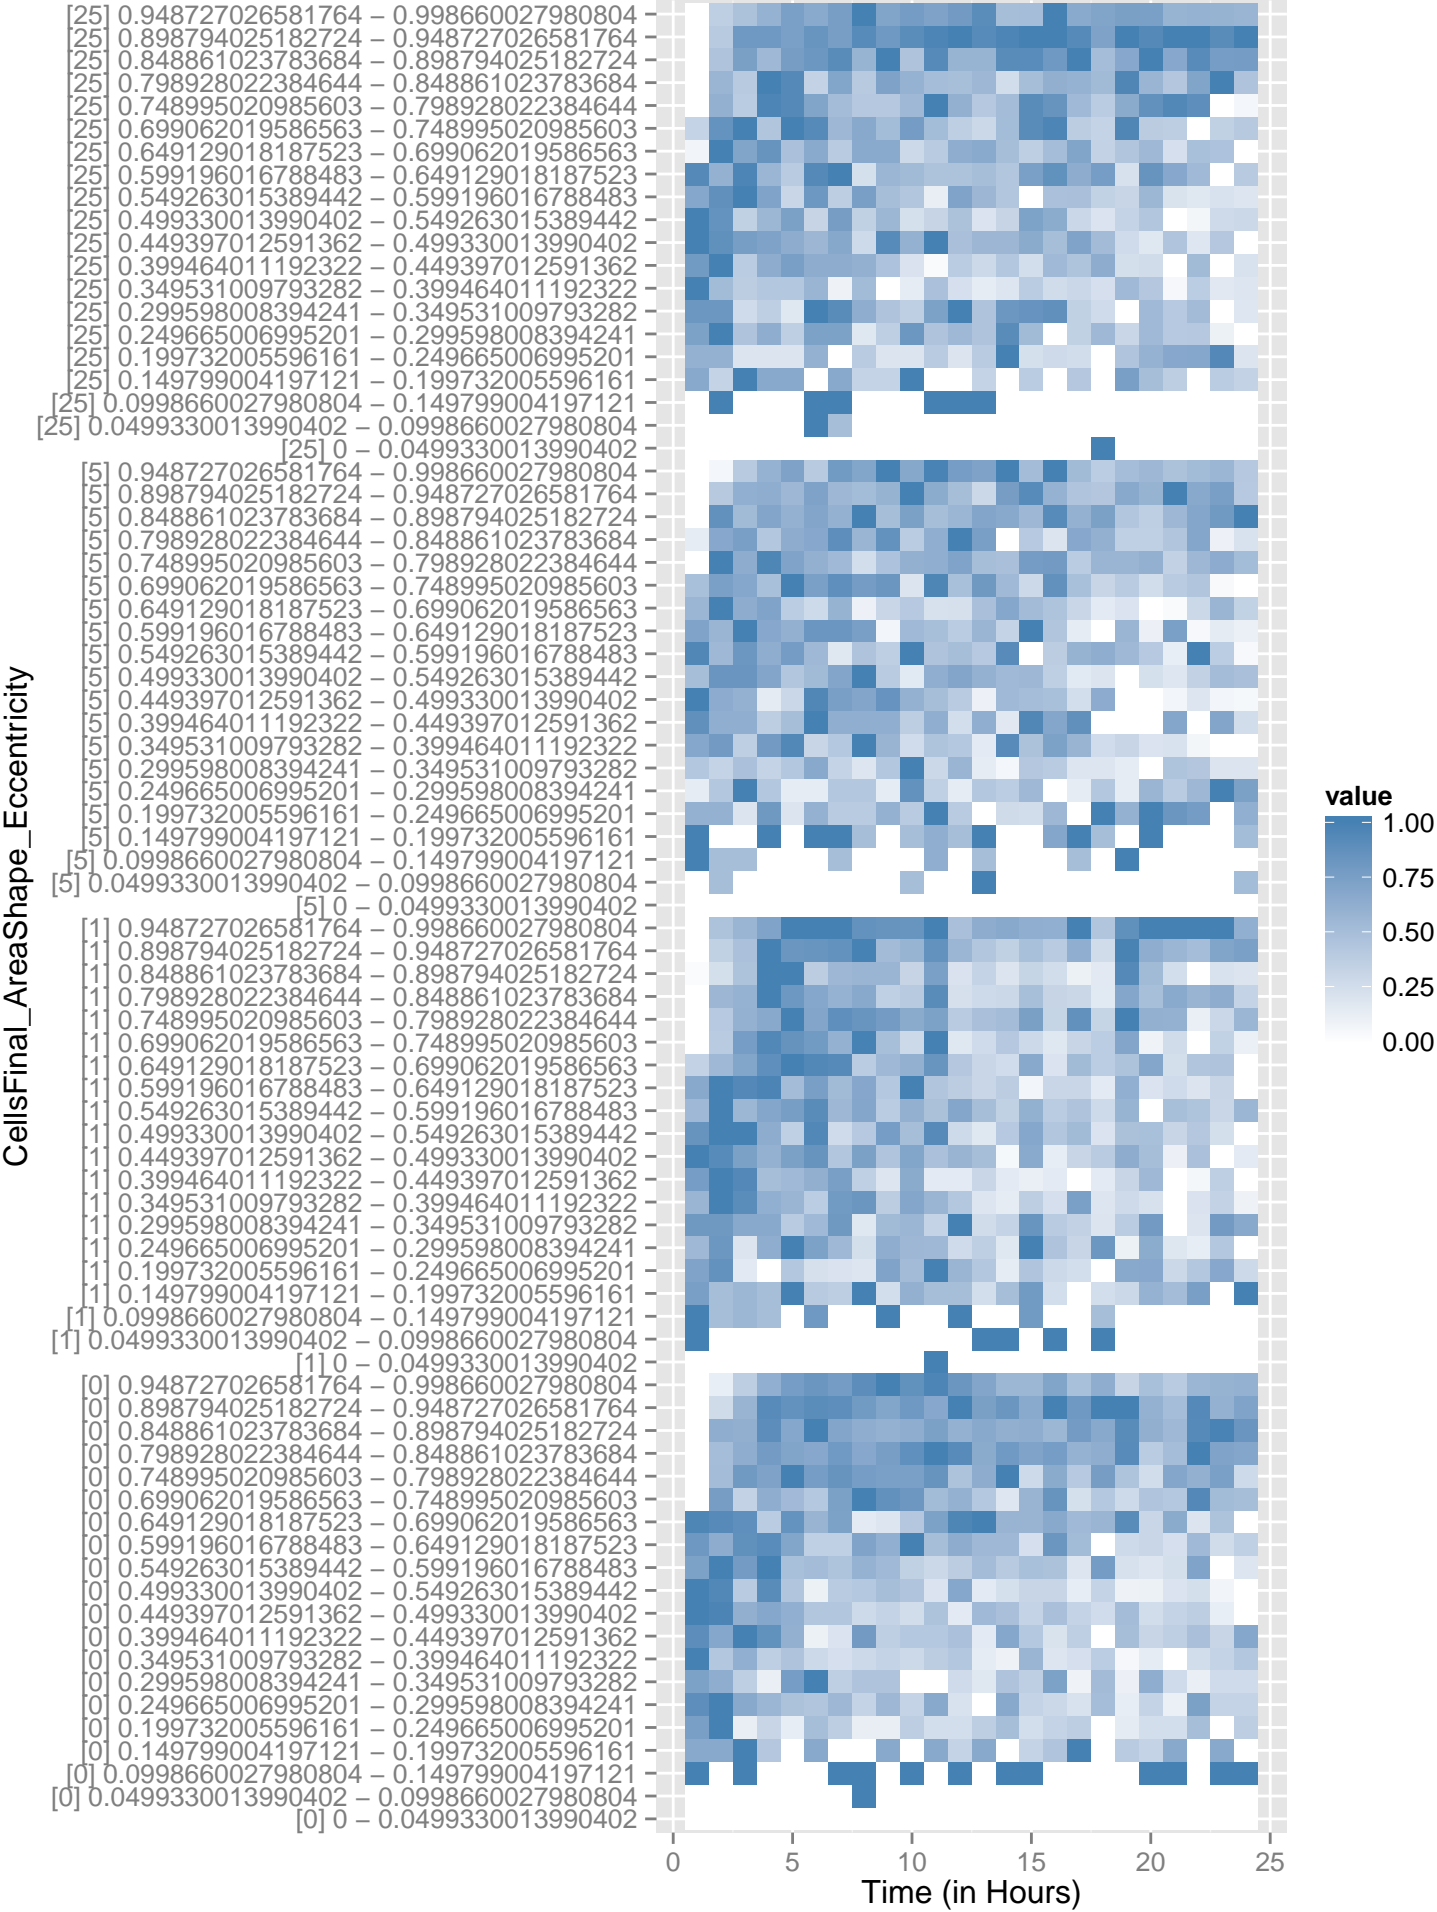 [25] 0.948727026581764 – 0.998660027980804
[25] 0.898794025182724 – 0.948727026581764
[25] 0.848861023783684 – 0.898794025182724
[25] 0.798928022384644 – 0.848861023783684
[25] 0.748995020985603 – 0.798928022384644
[25] 0.699062019586563 – 0.748995020985603
[25] 0.649129018187523 – 0.699062019586563
[25] 0.599196016788483 – 0.649129018187523
[25] 0.549263015389442 – 0.599196016788483
[25] 0.499330013990402 – 0.549263015389442
[25] 0.449397012591362 – 0.499330013990402
[25] 0.399464011192322 – 0.449397012591362
[25] 0.349531009793282 – 0.399464011192322
[25] 0.299598008394241 – 0.349531009793282
[25] 0.249665006995201 – 0.299598008394241
[25] 0.199732005596161 – 0.249665006995201
[25] 0.149799004197121 – 0.199732005596161
[25] 0.0998660027980804 – 0.149799004197121
[25] 0.0499330013990402 – 0.0998660027980804
[25] 0 – 0.0499330013990402
[5] 0.948727026581764 – 0.998660027980804
[5] 0.898794025182724 – 0.948727026581764
[5] 0.848861023783684 – 0.898794025182724
[5] 0.798928022384644 – 0.848861023783684
[5] 0.748995020985603 – 0.798928022384644
[5] 0.699062019586563 – 0.748995020985603
[5] 0.649129018187523 – 0.699062019586563
[5] 0.599196016788483 – 0.649129018187523
[5] 0.549263015389442 – 0.599196016788483
[5] 0.499330013990402 – 0.549263015389442
[5] 0.449397012591362 – 0.499330013990402
[5] 0.399464011192322 – 0.449397012591362
[5] 0.349531009793282 – 0.399464011192322
[5] 0.299598008394241 – 0.349531009793282
[5] 0.249665006995201 – 0.299598008394241
[5] 0.199732005596161 – 0.249665006995201
[5] 0.149799004197121 – 0.199732005596161
[5] 0.0998660027980804 – 0.149799004197121
[5] 0.0499330013990402 – 0.0998660027980804
[5] 0 – 0.0499330013990402
[1] 0.948727026581764 – 0.998660027980804
[1] 0.898794025182724 – 0.948727026581764
[1] 0.848861023783684 – 0.898794025182724
[1] 0.798928022384644 – 0.848861023783684
[1] 0.748995020985603 – 0.798928022384644
[1] 0.699062019586563 – 0.748995020985603
[1] 0.649129018187523 – 0.699062019586563
[1] 0.599196016788483 – 0.649129018187523
[1] 0.549263015389442 – 0.599196016788483
[1] 0.499330013990402 – 0.549263015389442
[1] 0.449397012591362 – 0.499330013990402
[1] 0.399464011192322 – 0.449397012591362
[1] 0.349531009793282 – 0.399464011192322
[1] 0.299598008394241 – 0.349531009793282
[1] 0.249665006995201 – 0.299598008394241
[1] 0.199732005596161 – 0.249665006995201
[1] 0.149799004197121 – 0.199732005596161
[1] 0.0998660027980804 – 0.149799004197121
[1] 0.0499330013990402 – 0.0998660027980804
[1] 0 – 0.0499330013990402
[0] 0.948727026581764 – 0.998660027980804
[0] 0.898794025182724 – 0.948727026581764
[0] 0.848861023783684 – 0.898794025182724
[0] 0.798928022384644 – 0.848861023783684
[0] 0.748995020985603 – 0.798928022384644
[0] 0.699062019586563 – 0.748995020985603
[0] 0.649129018187523 – 0.699062019586563
[0] 0.599196016788483 – 0.649129018187523
[0] 0.549263015389442 – 0.599196016788483
[0] 0.499330013990402 – 0.549263015389442
[0] 0.449397012591362 – 0.499330013990402
[0] 0.399464011192322 – 0.449397012591362
[0] 0.349531009793282 – 0.399464011192322
[0] 0.299598008394241 – 0.349531009793282
[0] 0.249665006995201 – 0.299598008394241
[0] 0.199732005596161 – 0.249665006995201
[0] 0.149799004197121 – 0.199732005596161
[0] 0.0998660027980804 – 0.149799004197121
[0] 0.0499330013990402 – 0.0998660027980804
[0] 0 – 0.0499330013990402
CellsFinal_AreaShape_Eccentricity
0 5 10 15 20 25
Time (in Hours)
value
1.00
0.75
0.50
0.25
0.00